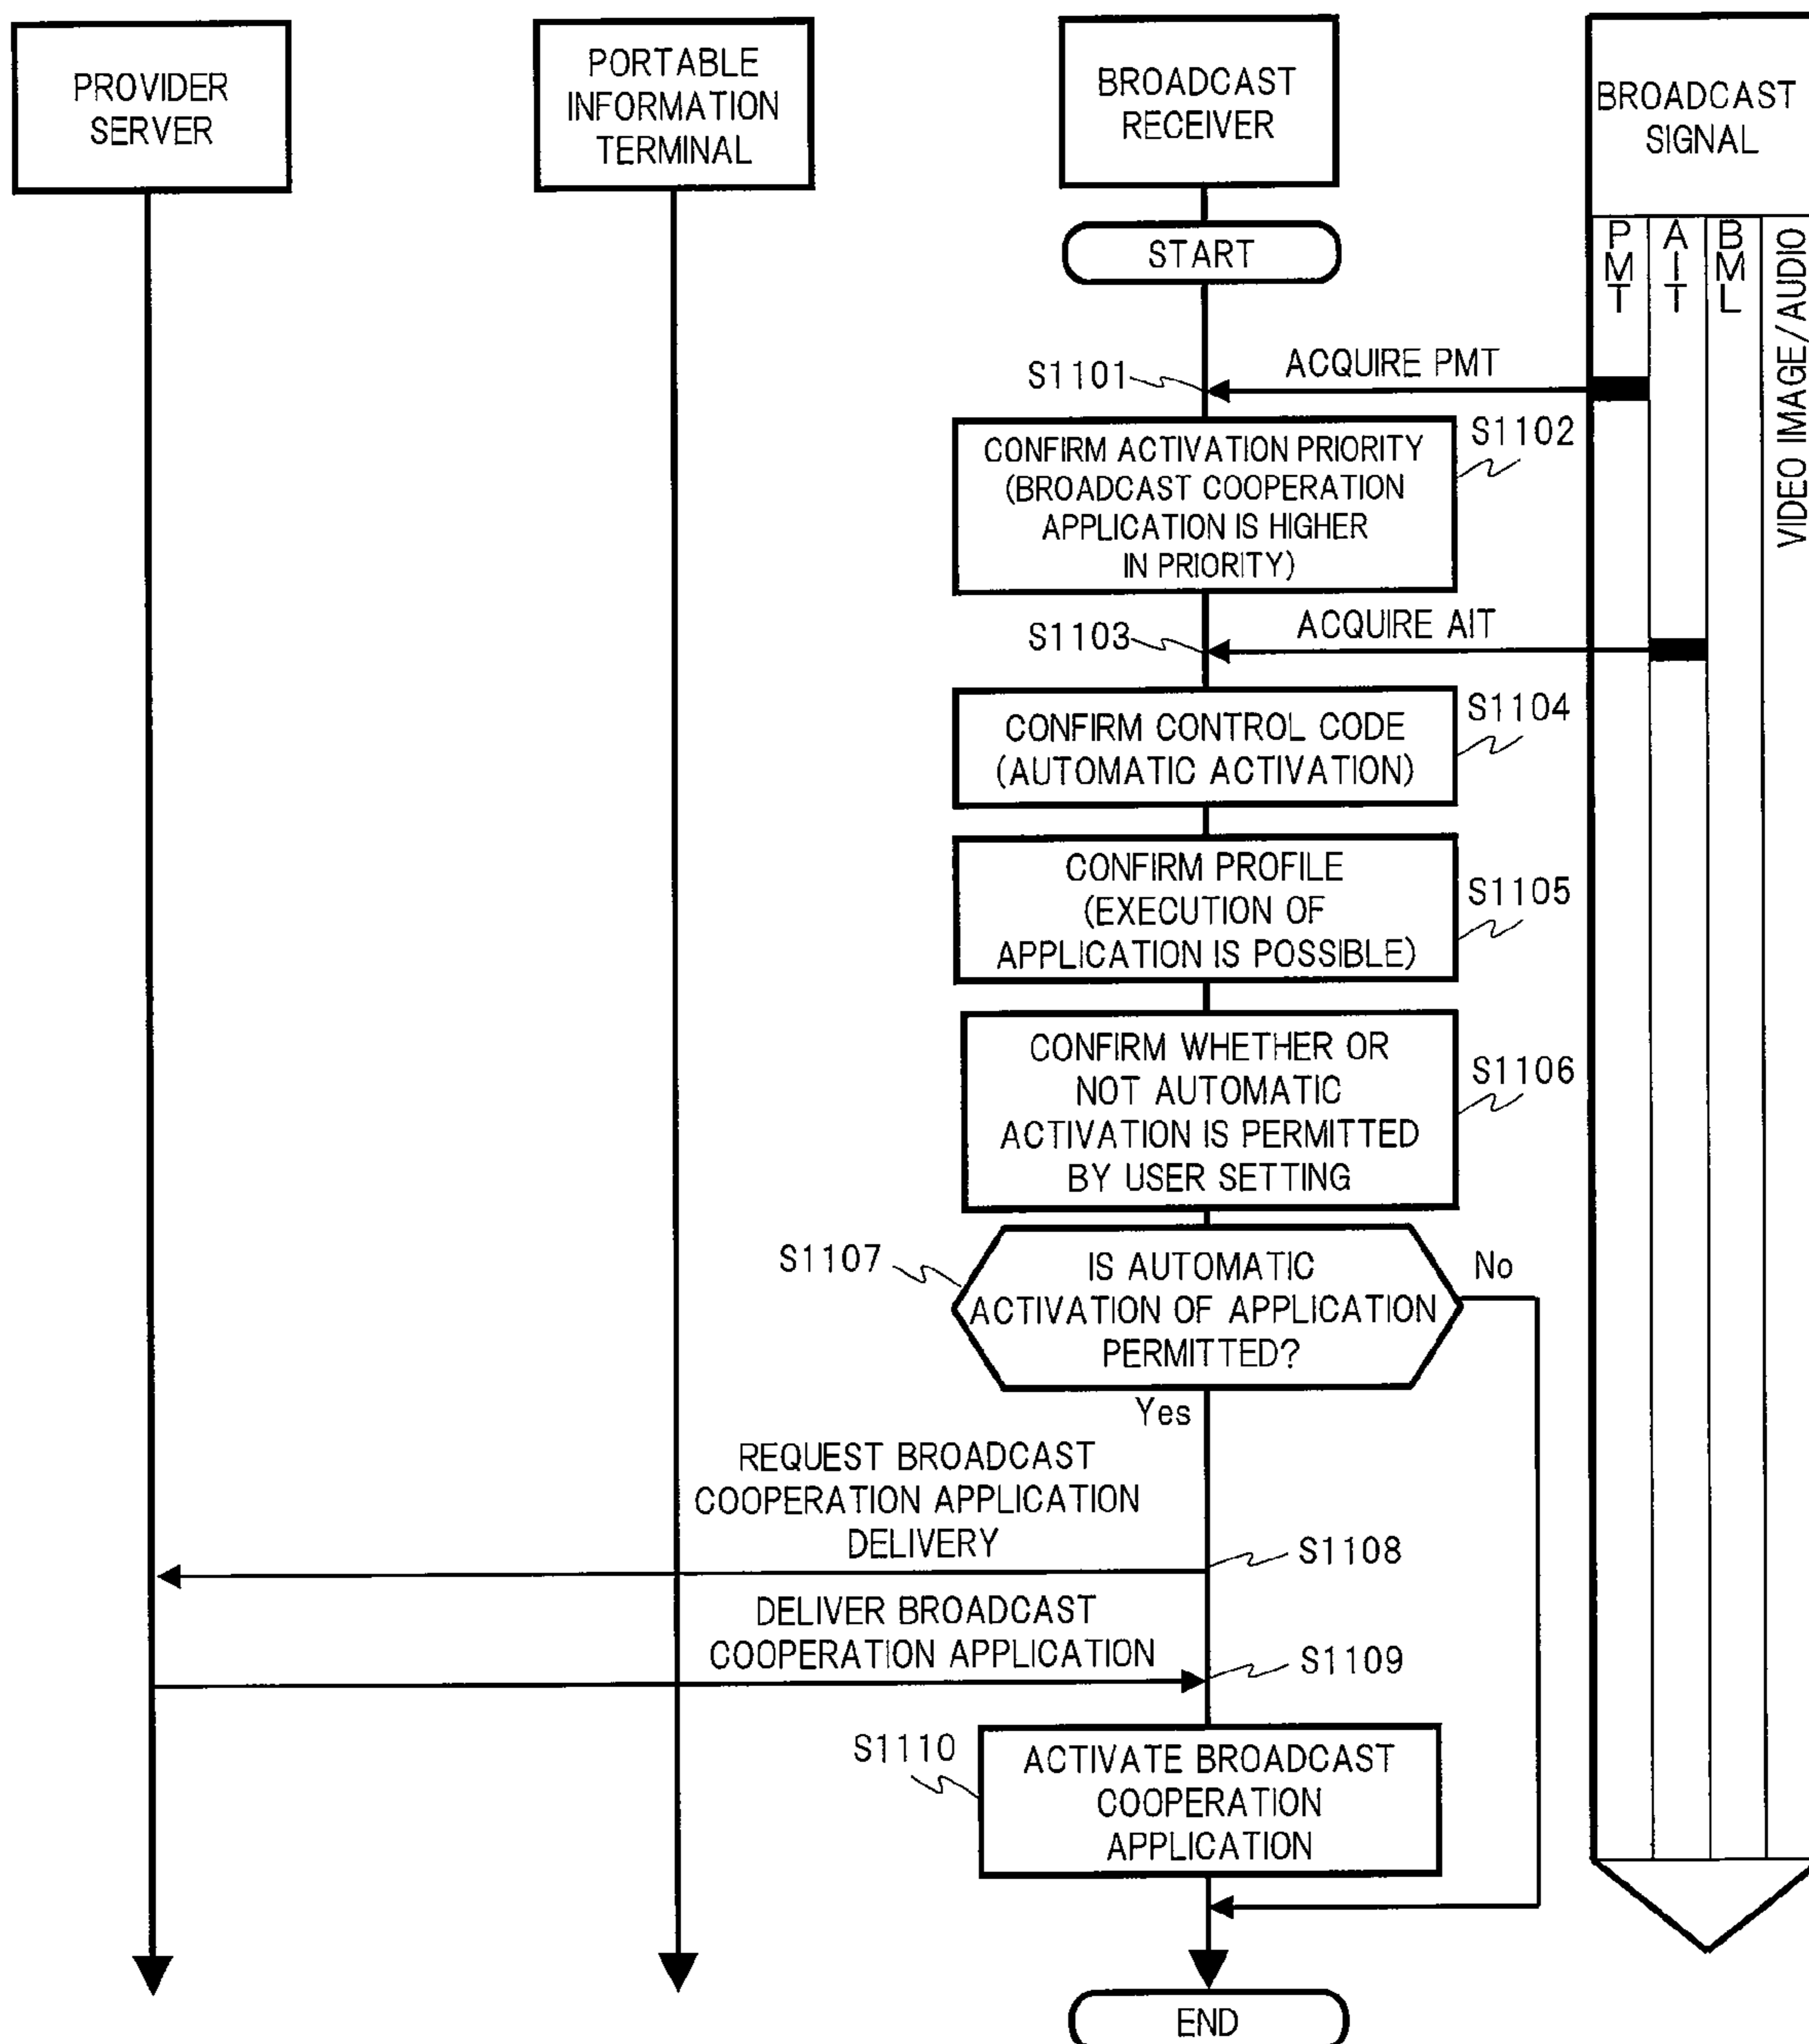 PROVIDER
SERVER
PORTABLE
INFORMATION
TERMINAL
BROADCAST
RECEIVER
BROADCAST
SIGNAL
START
PMT
AIT
BML
VIDEO IMAGE/AUDIO
S1101
ACQUIRE PMT
CONFIRM ACTIVATION PRIORITY
(BROADCAST COOPERATION
APPLICATION IS HIGHER
IN PRIORITY)
S1102
S1103
ACQUIRE AIT
CONFIRM CONTROL CODE
(AUTOMATIC ACTIVATION)
S1104
CONFIRM PROFILE
(EXECUTION OF
APPLICATION IS POSSIBLE)
S1105
CONFIRM WHETHER OR
NOT AUTOMATIC
ACTIVATION IS PERMITTED
BY USER SETTING
S1106
S1107
IS AUTOMATIC
ACTIVATION OF APPLICATION
PERMITTED?
No
Yes
REQUEST BROADCAST
COOPERATION APPLICATION
DELIVERY
S1108
DELIVER BROADCAST
COOPERATION APPLICATION
S1109
S1110
ACTIVATE BROADCAST
COOPERATION
APPLICATION
END